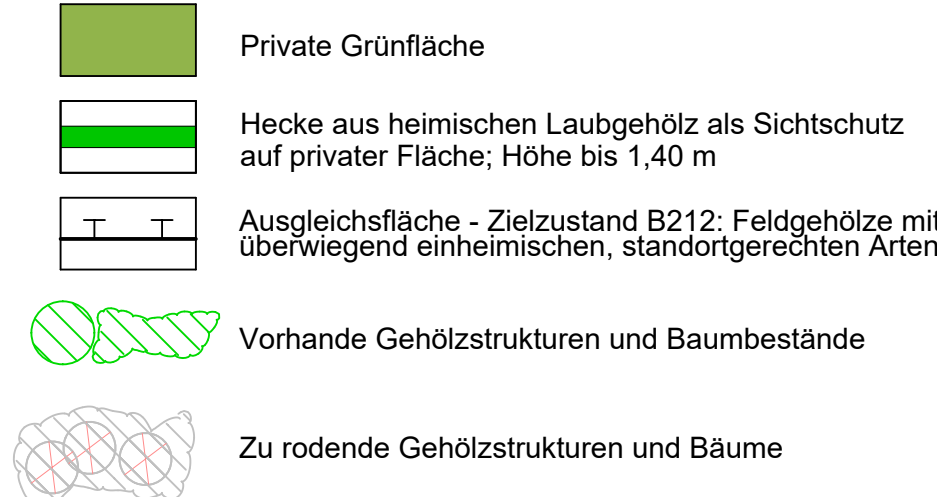 Private Grünfläche
Hecke aus heimischen Laubgehölz als Sichtschutz
auf privater Fläche; Höhe bis 1,40 m
Ausgleichsfläche - Zielzustand B212: Feldgehölze mit
überwiegend einheimischen, standortgerechten Arten
Vorhande Gehölzstrukturen und Baumbestände
Zu rodende Gehölzstrukturen und Bäume